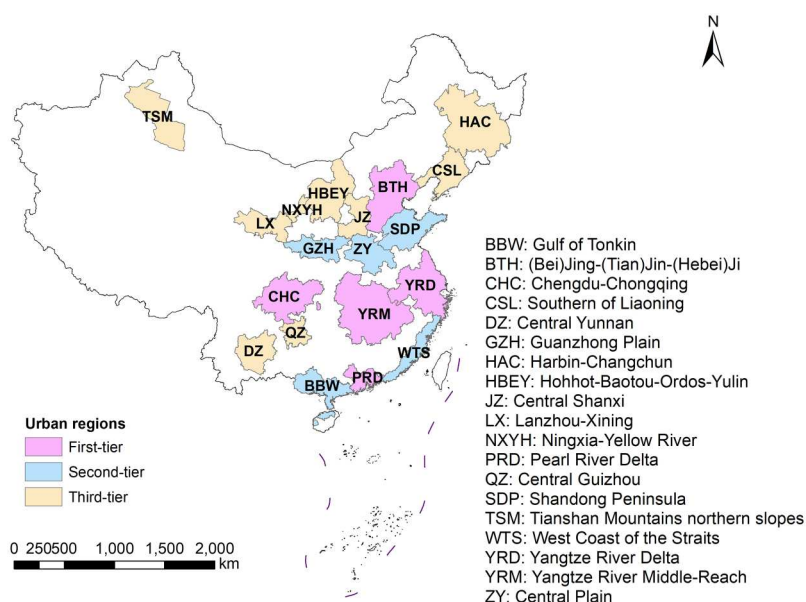 N
TSM
HAC
CSL
BTH
HBEY
NXYH
JZ
LX
SDP
GZH
ZY
CHC
YRD
YRM
QZ
DZ
WTS
BBW
PRD
Urban regions
First-tier
Second-tier
Third-tier
0 250500 1,000 1,500 2,000
km
BBW: Gulf of Tonkin
BTH: (Bei)Jing-(Tian)Jin-(Hebei)Ji
CHC: Chengdu-Chongqing
CSL: Southern of Liaoning
DZ: Central Yunnan
GZH: Guanzhong Plain
HAC: Harbin-Changchun
HBEY: Hohhot-Baotou-Ordos-Yulin
JZ: Central Shanxi
LX: Lanzhou-Xining
NXYH: Ningxia-Yellow River
PRD: Pearl River Delta
QZ: Central Guizhou
SDP: Shandong Peninsula
TSM: Tianshan Mountains northern slopes
WTS: West Coast of the Straits
YRD: Yangtze River Delta
YRM: Yangtze River Middle-Reach
ZY: Central Plain